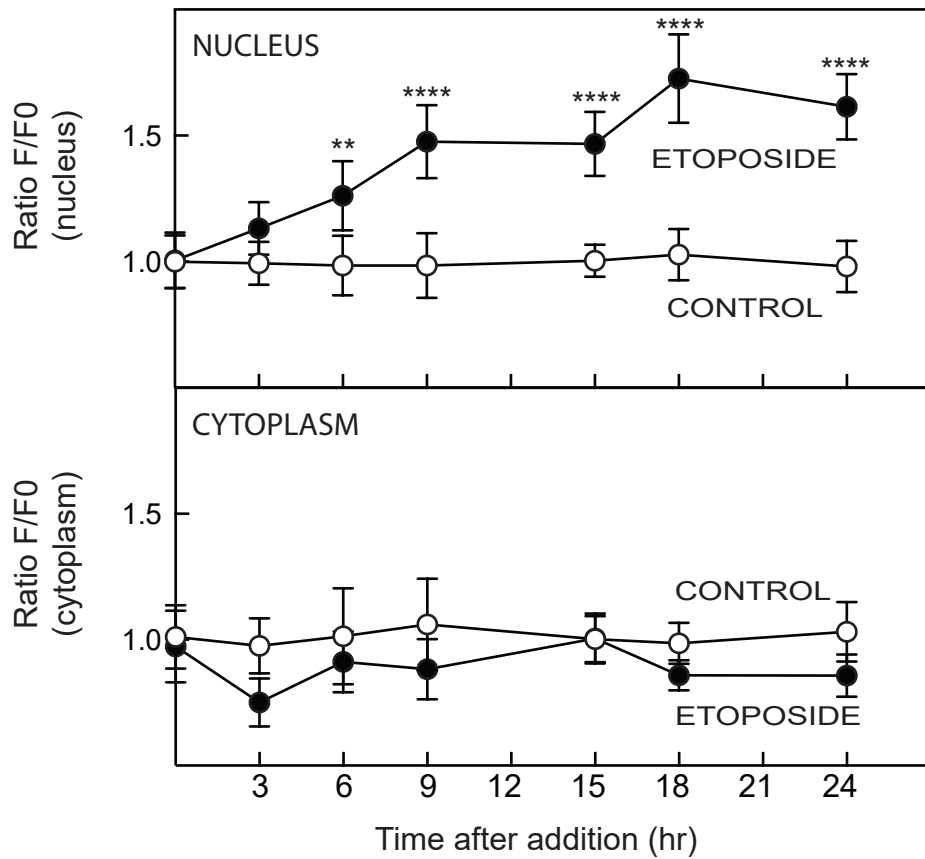 NUCLEUS
****
****
****
****
**
1.5
ETOPOSIDE
Ratio F/F0
(nucleus)
1.0
CONTROL
CYTOPLASM
1.5
Ratio F/F0
(cytoplasm)
CONTROL
1.0
ETOPOSIDE
3 6 9 12 15 18 21 24
Time after addition (hr)